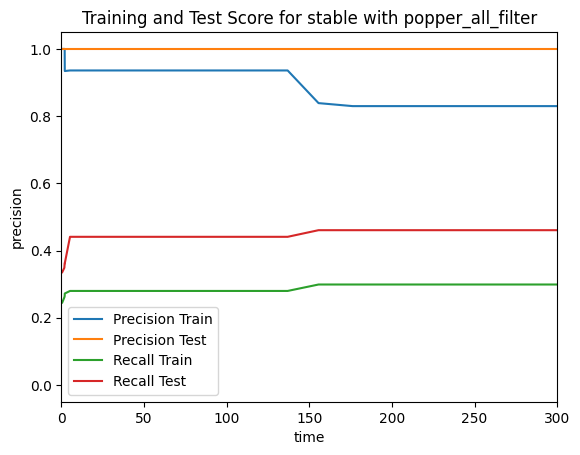 Training and Test Score for stable with popper_all_filter
1.0
0.8
0.6
0.4
0.2
0.0
precision
Precision Train
Precision Test
Recall Train
Recall Test
0
50
100
150
200
250
300
time